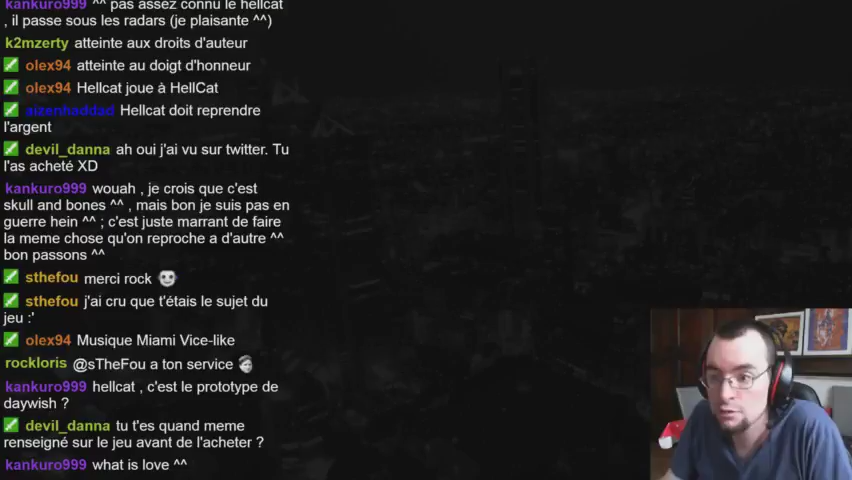 kankuro999 ^^ pas assez connu le hellcat
, il passe sous les radars (je plaisante ^^)
k2mzerty atteinte aux droits d'auteur
olex94 atteinte au doigt d'honneur
olex94 Hellcat joue à HellCat
aizenhaddad Hellcat doit reprendre
l'argent
devil_danna ah oui j'ai vu sur twitter. Tu
l'as acheté XD
kankuro999 wouah , je crois que c'est
skull and bones ^^ , mais bon je suis pas en
guerre hein ^^ ; c'est juste marrant de faire
la meme chose qu'on reproche a d'autre ^^
bon passons ^^
sthefou merci rock
sthefou j'ai cru que t'étais le sujet du
jeu :'
olex94 Musique Miami Vice-like
rockloris @sTheFou a ton service
kankuro999 hellcat , c'est le prototype de
daywish ?
devil_danna tu t'es quand meme
renseigné sur le jeu avant de l'acheter ?
kankuro999 what is love ^^